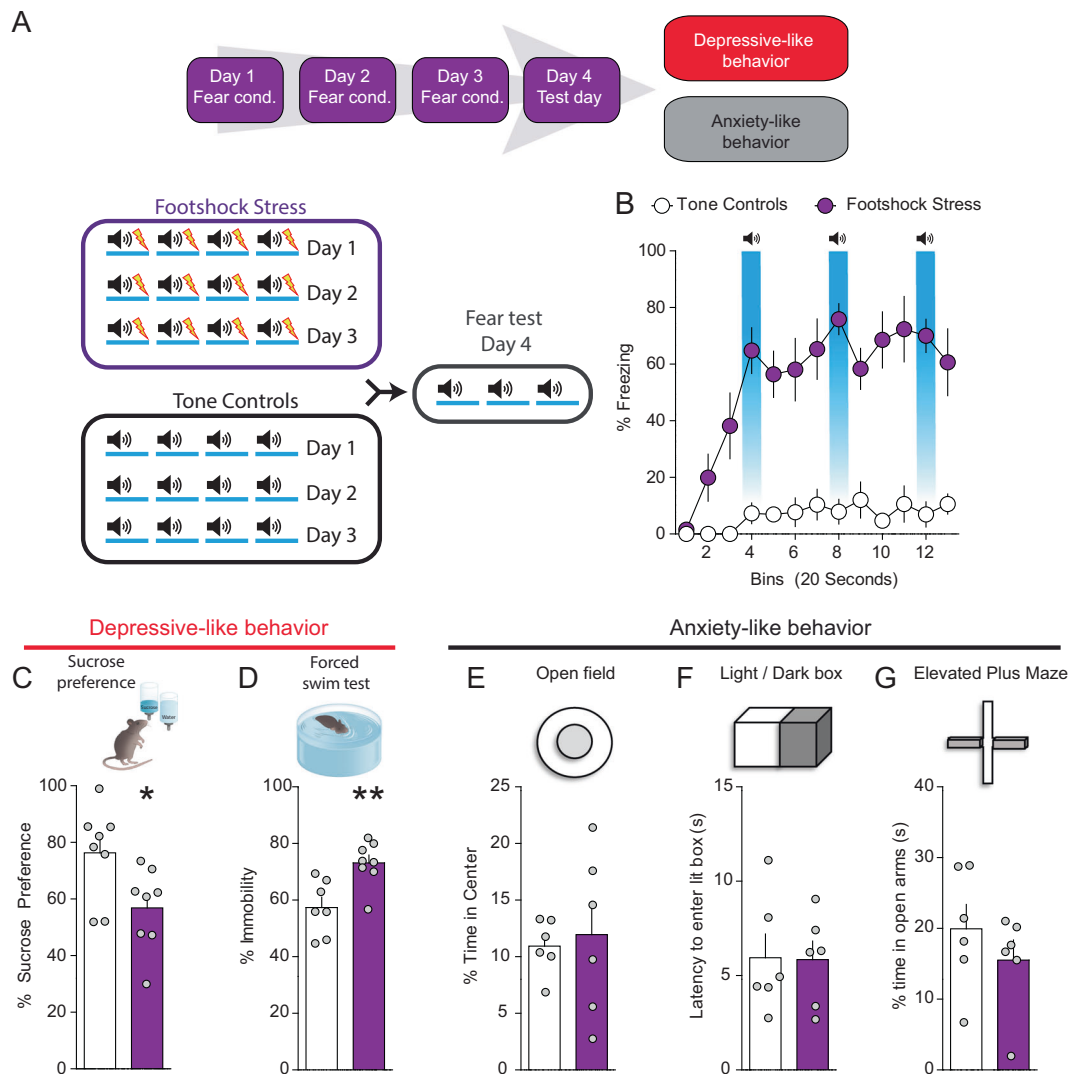 A
Day 1
Fear cond.
Day 2
Fear cond.
Day 3
Fear cond.
Day 4
Test day
Depressive-like
behavior
Anxiety-like
behavior
Footshock Stress
Day 1
Day 2
Day 3
Tone Controls
Day 1
Day 2
Day 3
Fear test
Day 4
B
Tone Controls
Footshock Stress
% Freezing
100
80
60
40
20
0
2
4
6
8
10
12
Bins (20 Seconds)
Depressive-like behavior
Anxiety-like behavior
C
Sucrose
preference
Water
% Sucrose Preference
100
80
60
40
20
0
*
D
Forced
swim test
% Immobility
100
80
60
40
20
0
**
E
Open field
% Time in Center
25
20
15
10
5
0
F
Light / Dark box
Latency to enter lit box (s)
15
10
5
0
G
Elevated Plus Maze
% time in open arms (s)
40
30
20
10
0